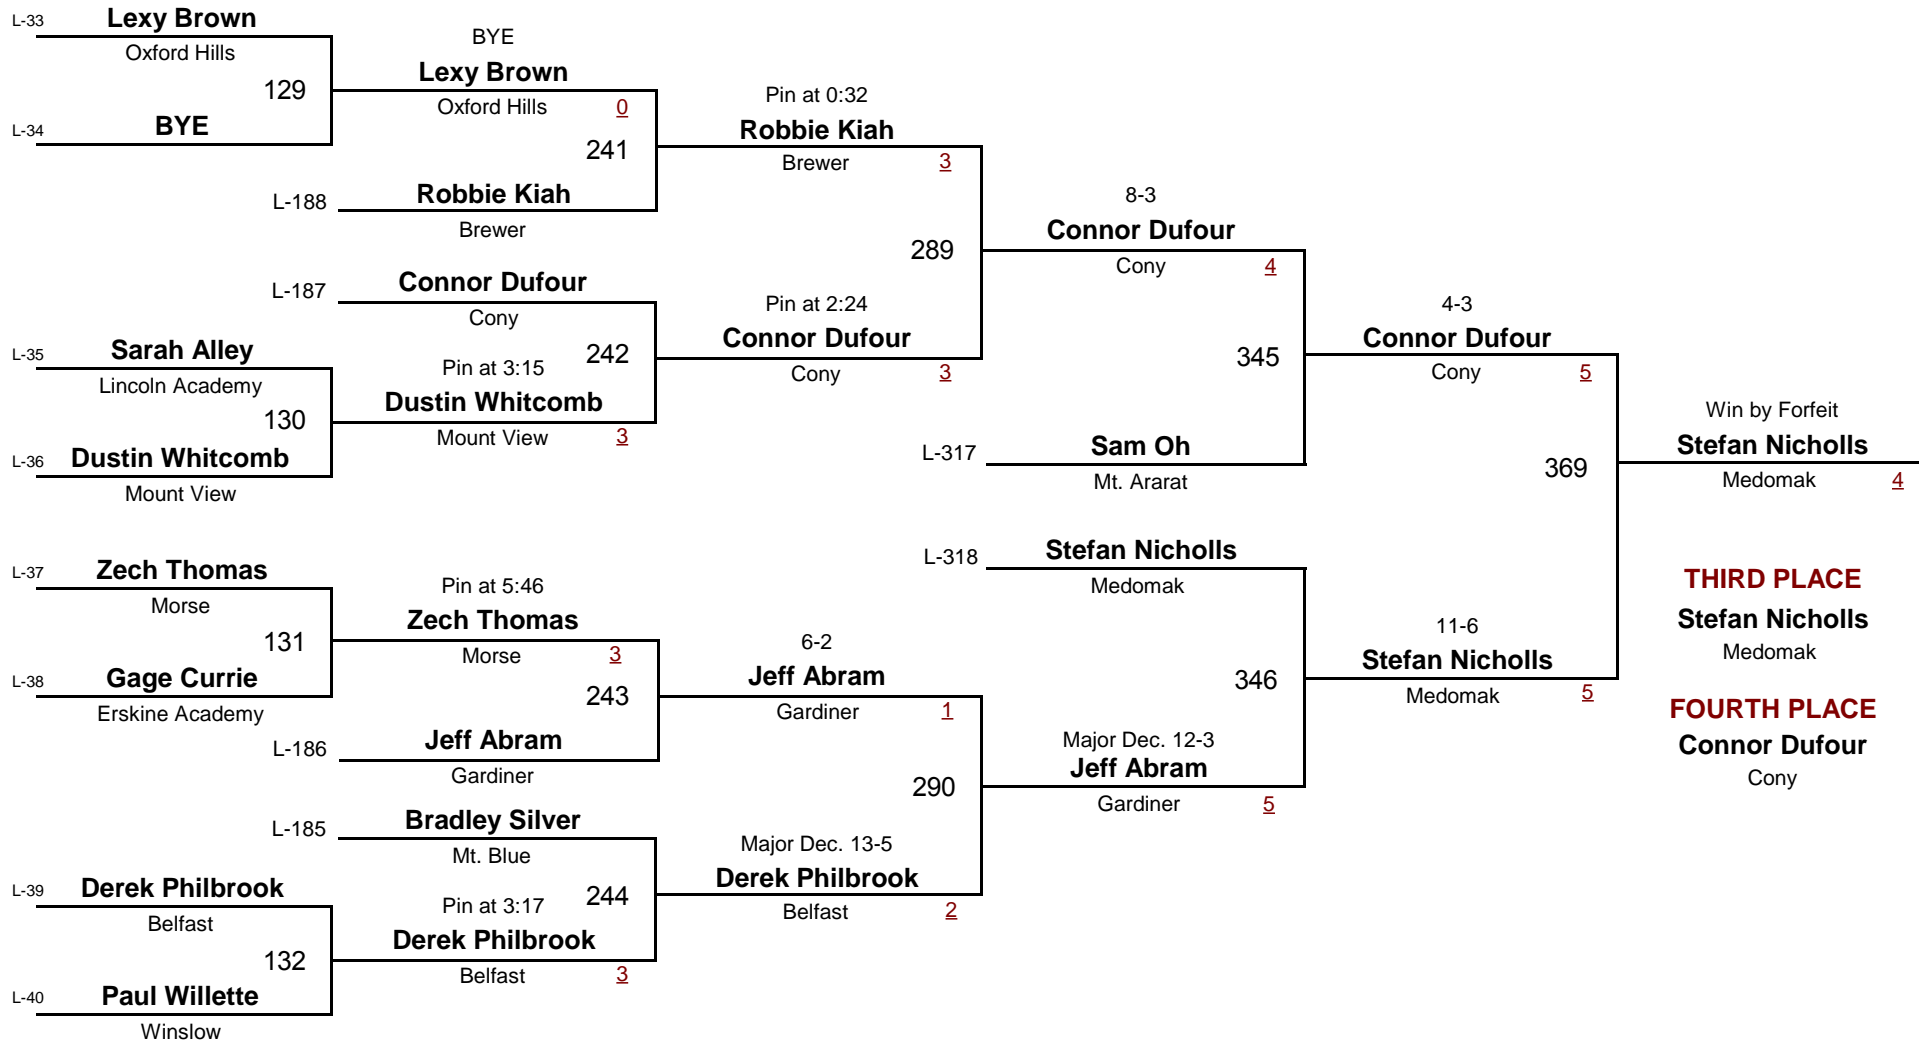 L-33
Lexy Brown
Oxford Hills
129
L-34
BYE
L-35
Sarah Alley
Lincoln Academy
130
L-36
Dustin Whitcomb
Mount View
L-37
Zech Thomas
Morse
131
L-38
Gage Currie
Erskine Academy
L-39
Derek Philbrook
Belfast
132
L-40
Paul Willette
Winslow
BYE
Lexy Brown
Oxford Hills 0
241
L-188
Robbie Kiah
Brewer
L-187
Connor Dufour
Cony
242
Pin at 3:15
Dustin Whitcomb
Mount View 3
Pin at 5:46
Zech Thomas
Morse 3
243
L-186
Jeff Abram
Gardiner
L-185
Bradley Silver
Mt. Blue
244
Pin at 3:17
Derek Philbrook
Belfast 3
Pin at 0:32
Robbie Kiah
Brewer 3
289
Pin at 2:24
Connor Dufour
Cony 3
6-2
Jeff Abram
Gardiner 1
290
Major Dec. 13-5
Derek Philbrook
Belfast 2
8-3
Connor Dufour
Cony 4
345
L-317
Sam Oh
Mt. Ararat
L-318
Stefan Nicholls
Medomak
346
Major Dec. 12-3
Jeff Abram
Gardiner 5
4-3
Connor Dufour
Cony 5
369
11-6
Stefan Nicholls
Medomak 5
Win by Forfeit
Stefan Nicholls
Medomak 4
THIRD PLACE
Stefan Nicholls
Medomak
FOURTH PLACE
Connor Dufour
Cony